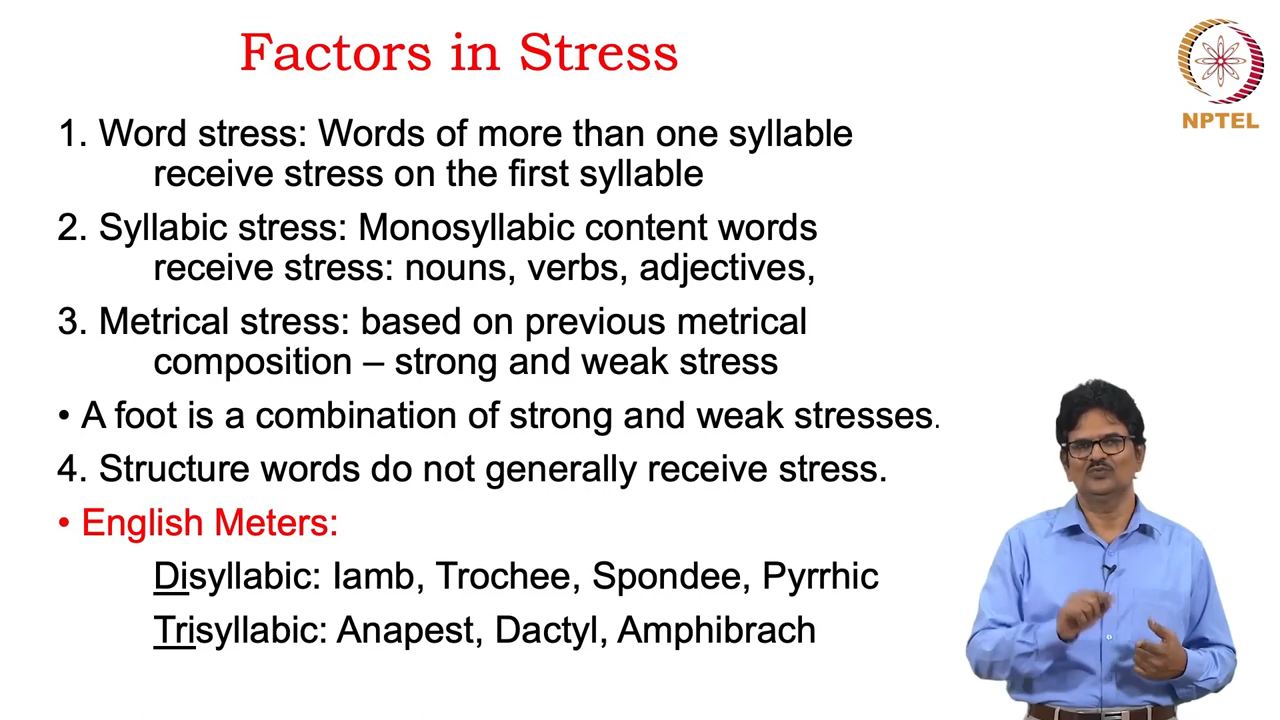 Factors in Stress
NPTEL
1. Word stress: Words of more than one syllable
receive stress on the first syllable
2. Syllabic stress: Monosyllabic content words
receive stress: nouns, verbs, adjectives,
3. Metrical stress: based on previous metrical
composition – strong and weak stress
• A foot is a combination of strong and weak stresses.
4. Structure words do not generally receive stress.
• English Meters:
Disyllabic: Iamb, Trochee, Spondee, Pyrrhic
Trisyllabic: Anapest, Dactyl, Amphibrach